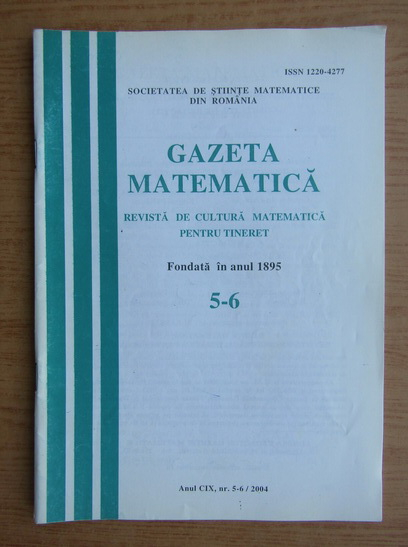 ISSN 1220-4277
SOCIETATEA DE ȘTIINȚE MATEMATICE
DIN ROMÂNIA
GAZETA
MATEMATICĂ
REVISTĂ DE CULTURĂ MATEMATICĂ
PENTRU TINERET
Fondată în anul 1895
5-6
Anul CIX, nr. 5-6 / 2004